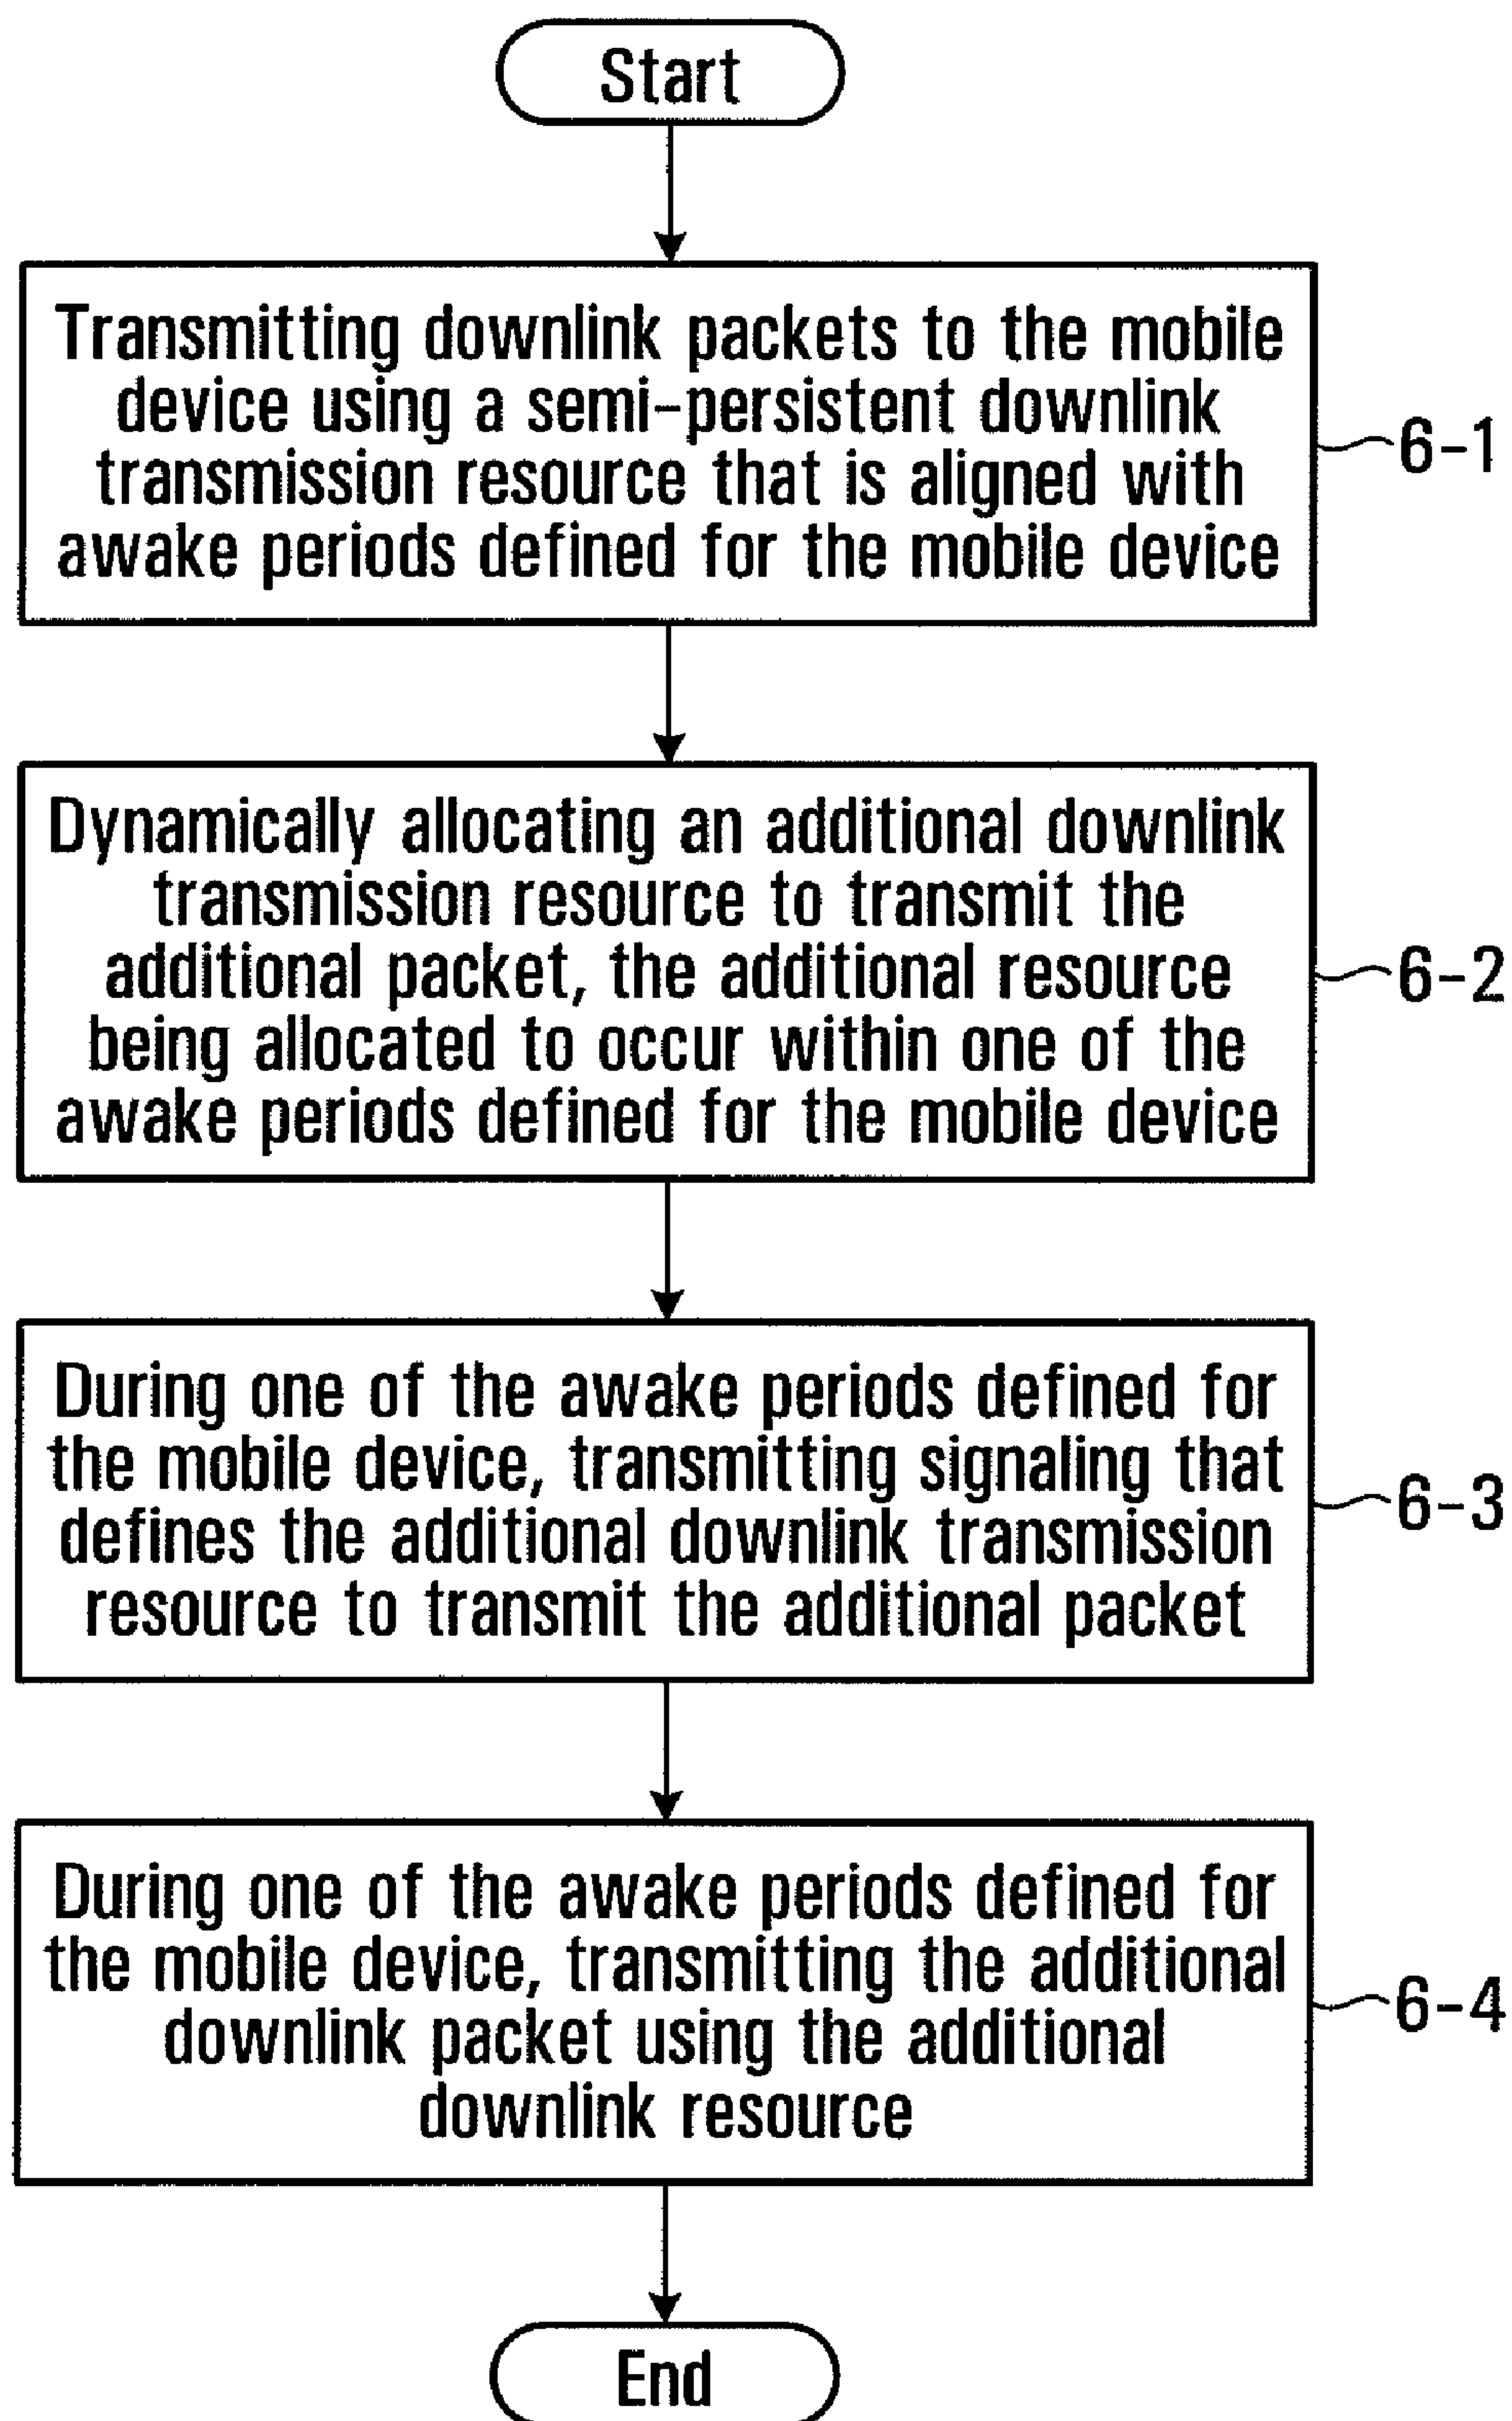 Start
Transmitting downlink packets to the mobile
device using a semi-persistent downlink
transmission resource that is aligned with
awake periods defined for the mobile device
6-1
Dynamically allocating an additional downlink
transmission resource to transmit the
additional packet, the additional resource
being allocated to occur within one of the
awake periods defined for the mobile device
6-2
During one of the awake periods defined for
the mobile device, transmitting signaling that
defines the additional downlink transmission
resource to transmit the additional packet
6-3
During one of the awake periods defined for
the mobile device, transmitting the additional
downlink packet using the additional
downlink resource
6-4
End